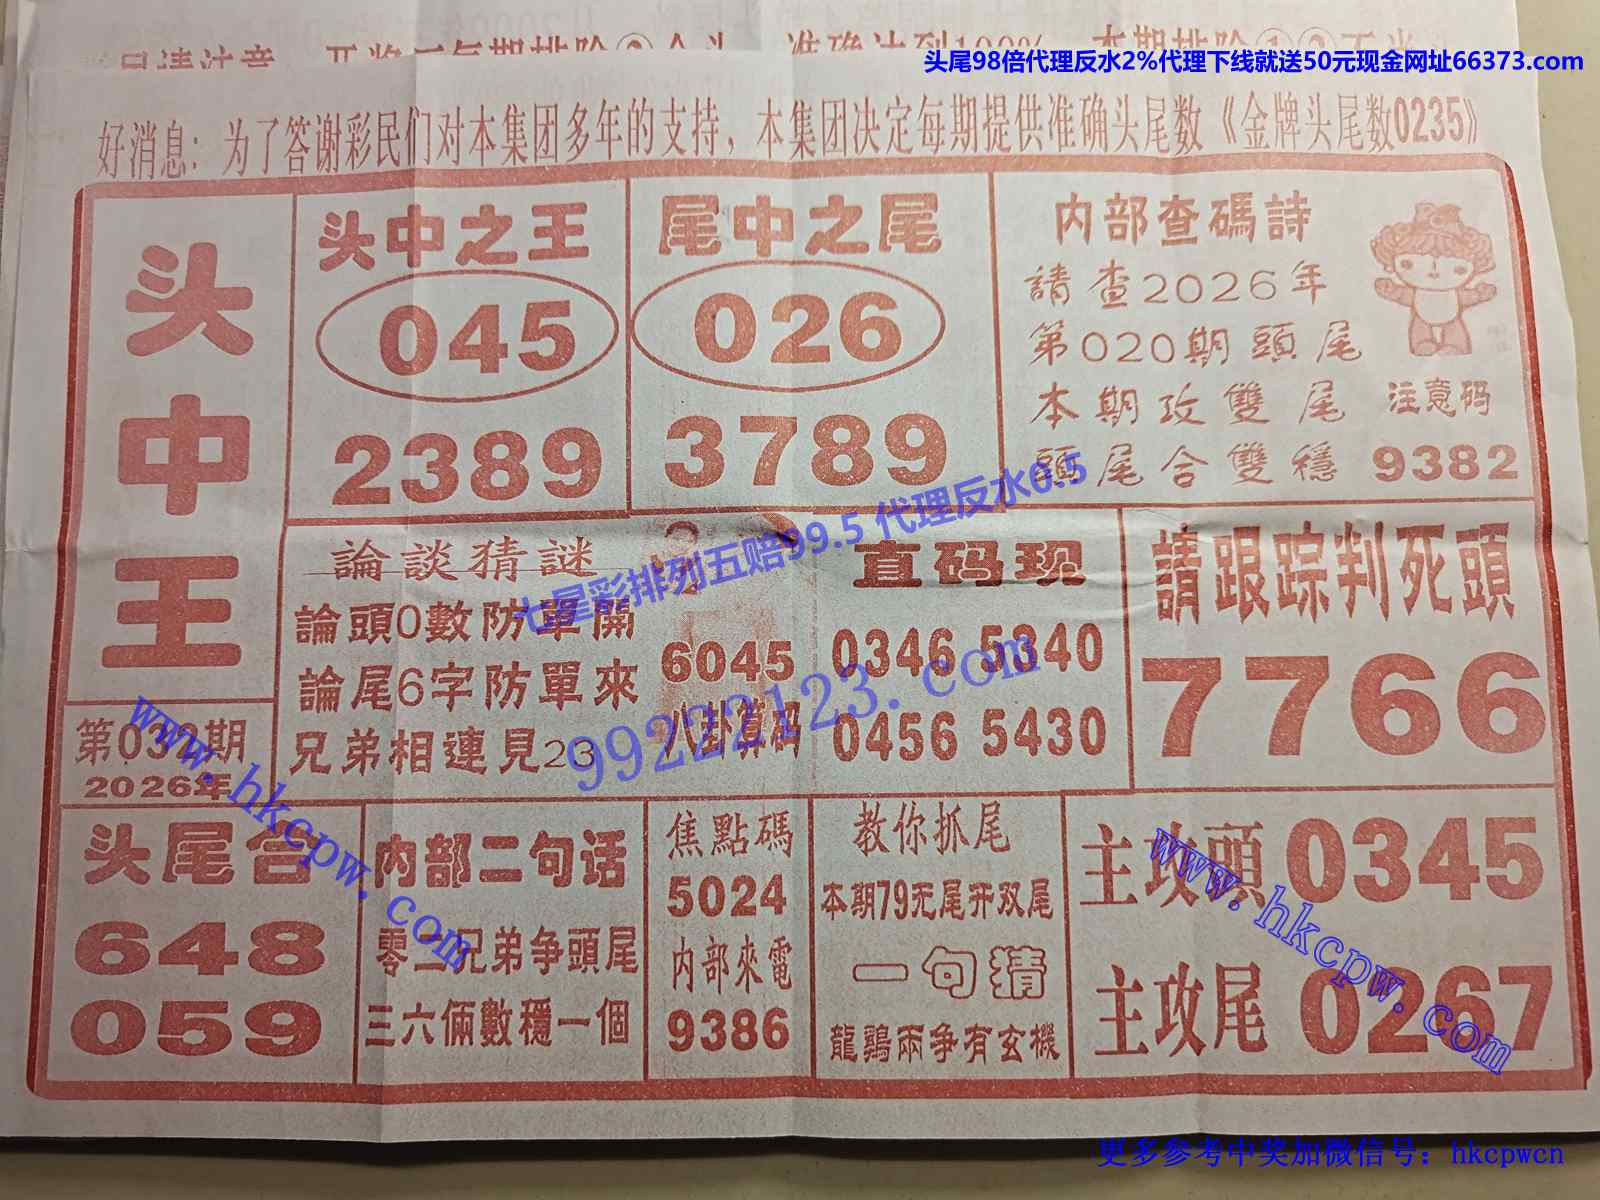 头尾98倍代理反水2%代理下线就送50元现金网址66373.com
好消息：为了答谢彩民们对本集团多年的支持，本集团决定每期提供准确头尾数《金牌头尾数0235》
头中王
第032期
2026年
头中之王
045
2389
尾中之尾
026
3789
内部查碼詩
請查2026年
第020期頭尾
本期攻雙尾
頭尾合雙穩
注意码
9382
論談猜謎
論頭0數防單開
論尾6字防單來
兄弟相連見23
6045
八卦算码
直码现
0346 5340
0456 5430
請跟踪判死頭
7766
七星彩排列五赔99.5 代理反水6.5
99222123.com
www.hkcpw.com
头尾合
648
059
内部二句话
零二兄弟争頭尾
三六倆數穩一個
焦點碼
5024
内部來電
9386
教你抓尾
本期79无尾开双尾
一句猜
龍鷄兩争有玄機
主攻頭 0345
主攻尾 0267
www.hkcpw.com
更多参考中奖加微信号：hkcpwcn